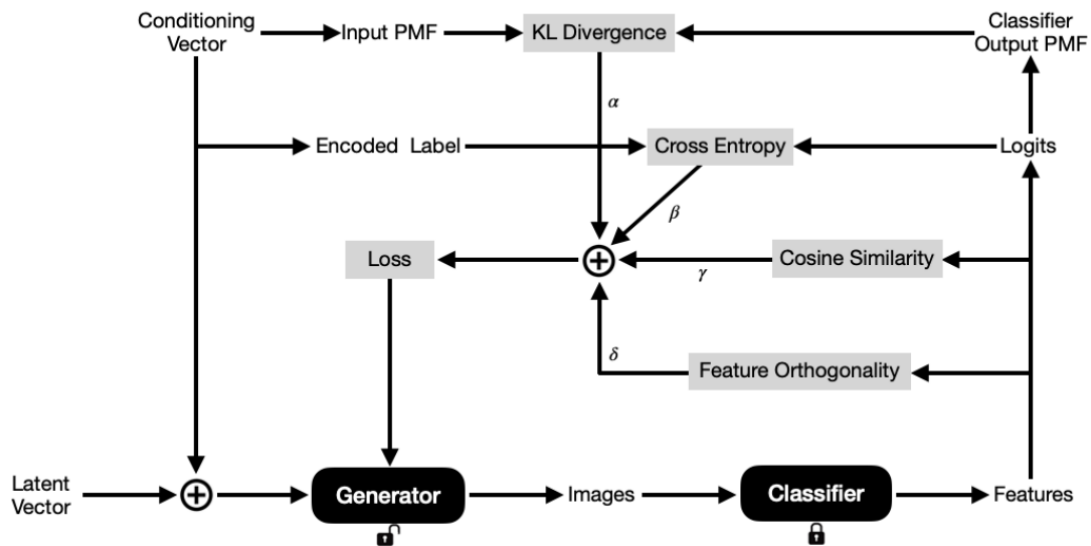 Conditioning
Vector
Input PMF
KL Divergence
Classifier
Output PMF
α
Encoded Label
Cross Entropy
Logits
β
Loss
Cosine Similarity
γ
δ
Feature Orthogonality
Latent
Vector
Generator
Images
Classifier
Features